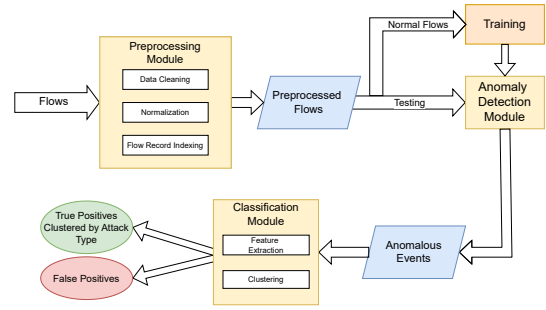 Preprocessing
Module
Data Cleaning
Normalization
Flow Record Indexing
Flows
Preprocessed
Flows
Normal Flows
Training
Testing
Anomaly
Detection
Module
Classification
Module
Feature
Extraction
Clustering
Anomalous
Events
True Positives
Clustered by Attack
Type
False Positives